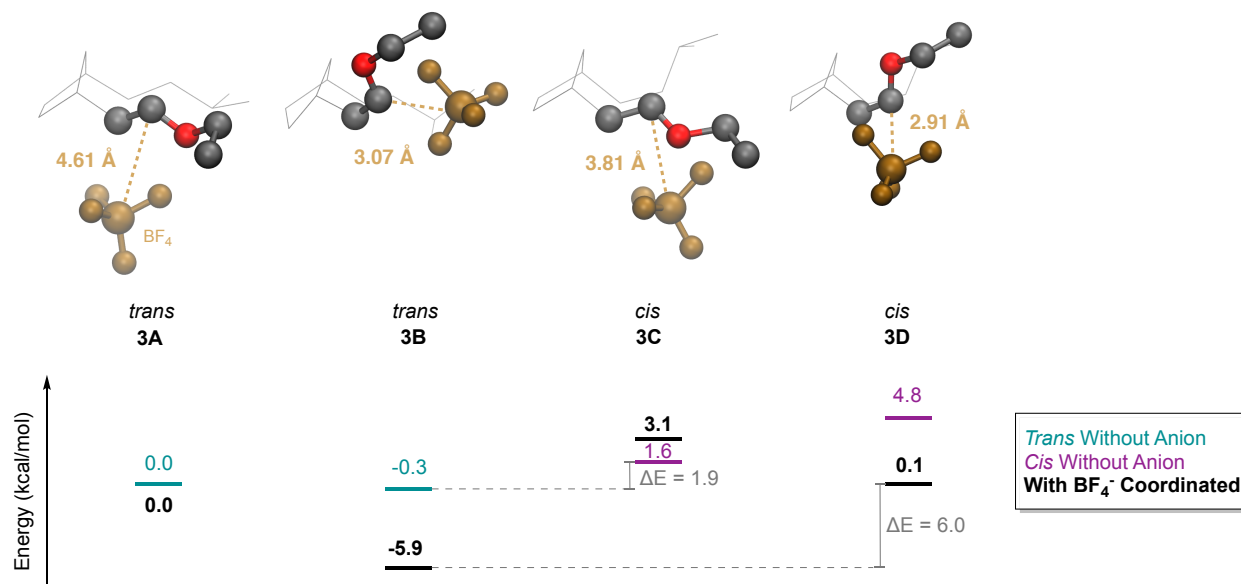 4.61 Å
BF4
3.07 Å
3.81 Å
2.91 Å
trans
3A
trans
3B
cis
3C
cis
3D
Energy (kcal/mol)
0.0
0.0
-0.3
-5.9
3.1
1.6
ΔE = 1.9
4.8
0.1
ΔE = 6.0
Trans Without Anion
Cis Without Anion
With BF4- Coordinated